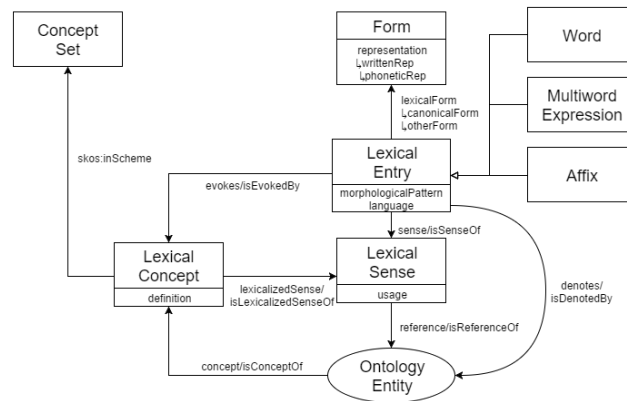 Concept
Set
Form
representation
↳writtenRep
↳phoneticRep
Word
Multiword
Expression
Affix
lexicalForm
↳canonicalForm
↳otherForm
skos:inScheme
Lexical
Entry
morphologicalPattern
language
evokes/isEvokedBy
sense/isSenseOf
Lexical
Concept
definition
lexicalizedSense/
isLexicalizedSenseOf
Lexical
Sense
usage
denotes/
isDenotedBy
reference/isReferenceOf
concept/isConceptOf
Ontology
Entity